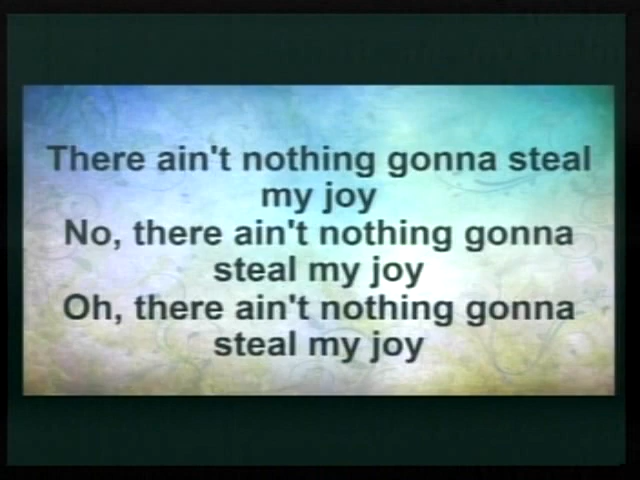 There ain't nothing gonna steal
my joy
No, there ain't nothing gonna
steal my joy
Oh, there ain't nothing gonna
steal my joy